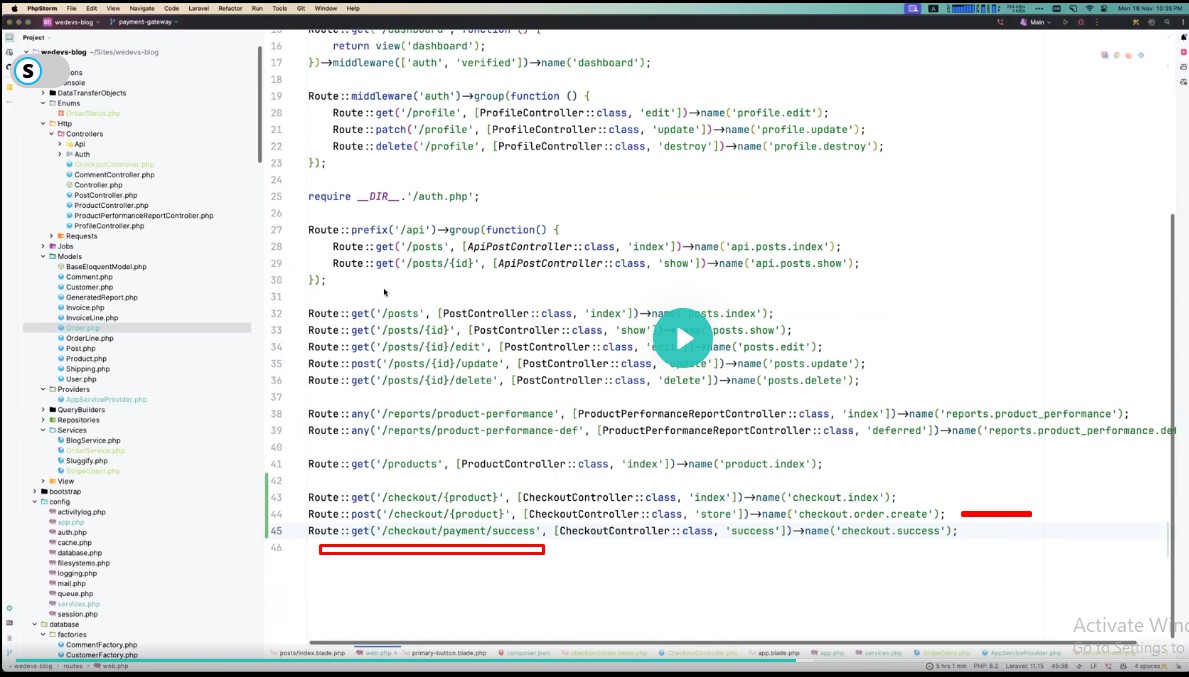 PhpStorm File Edit View Navigate Code Laravel Refactor Run Tools Git Window Help
Mon 18 Nov 10:35 PM
wedevs-blog payment-gateway
Main
Project
wedevs-blog ~/Sites/wedevs-blog
S
DataTransferObjects
Enums
OrderStatus.php
Http
Controllers
Api
Auth
CheckoutController.php
CommentController.php
Controller.php
PostController.php
ProductController.php
ProductPerformanceReportController.php
ProfileController.php
Requests
Jobs
Models
BaseEloquentModel.php
Comment.php
Customer.php
GeneratedReport.php
Invoice.php
InvoiceLine.php
Order.php
OrderLine.php
Post.php
Product.php
Shipping.php
User.php
Providers
AppServiceProvider.php
QueryBuilders
Repositories
Services
BlogService.php
OrderService.php
Sluggify.php
StripeClient.php
View
bootstrap
config
activitylog.php
app.php
auth.php
cache.php
database.php
filesystems.php
logging.php
mail.php
queue.php
services.php
session.php
database
factories
CommentFactory.php
CustomerFactory.php
15 Route::get('/dashboard', function () {
16 return view('dashboard');
17 })->middleware(['auth', 'verified'])->name('dashboard');
18
19 Route::middleware('auth')->group(function () {
20 Route::get('/profile', [ProfileController::class, 'edit'])->name('profile.edit');
21 Route::patch('/profile', [ProfileController::class, 'update'])->name('profile.update');
22 Route::delete('/profile', [ProfileController::class, 'destroy'])->name('profile.destroy');
23 });
24
25 require __DIR__.'/auth.php';
26
27 Route::prefix('/api')->group(function() {
28 Route::get('/posts', [ApiPostController::class, 'index'])->name('api.posts.index');
29 Route::get('/posts/{id}', [ApiPostController::class, 'show'])->name('api.posts.show');
30 });
31
32 Route::get('/posts', [PostController::class, 'index'])->name('posts.index');
33 Route::get('/posts/{id}', [PostController::class, 'show'])->name('posts.show');
34 Route::get('/posts/{id}/edit', [PostController::class, 'edit'])->name('posts.edit');
35 Route::post('/posts/{id}/update', [PostController::class, 'update'])->name('posts.update');
36 Route::get('/posts/{id}/delete', [PostController::class, 'delete'])->name('posts.delete');
37
38 Route::any('/reports/product-performance', [ProductPerformanceReportController::class, 'index'])->name('reports.product_performance');
39 Route::any('/reports/product-performance-def', [ProductPerformanceReportController::class, 'deferred'])->name('reports.product_performance.def
40
41 Route::get('/products', [ProductController::class, 'index'])->name('product.index');
42
43 Route::get('/checkout/{product}', [CheckoutController::class, 'index'])->name('checkout.index');
44 Route::post('/checkout/{product}', [CheckoutController::class, 'store'])->name('checkout.order.create');
45 Route::get('/checkout/payment/success', [CheckoutController::class, 'success'])->name('checkout.success');
46
Activate Wind
Go to Settings to
posts/index.blade.php web.php primary-button.blade.php composer.json checkout/index.blade.php CheckoutController.php app.blade.php app.php services.php StripeClient.php AppServiceProvider.php
wedevs-blog > routes > web.php
5 hrs 1 min PHP: 8.2 Laravel: 11.15 45:38 LF 4 spaces